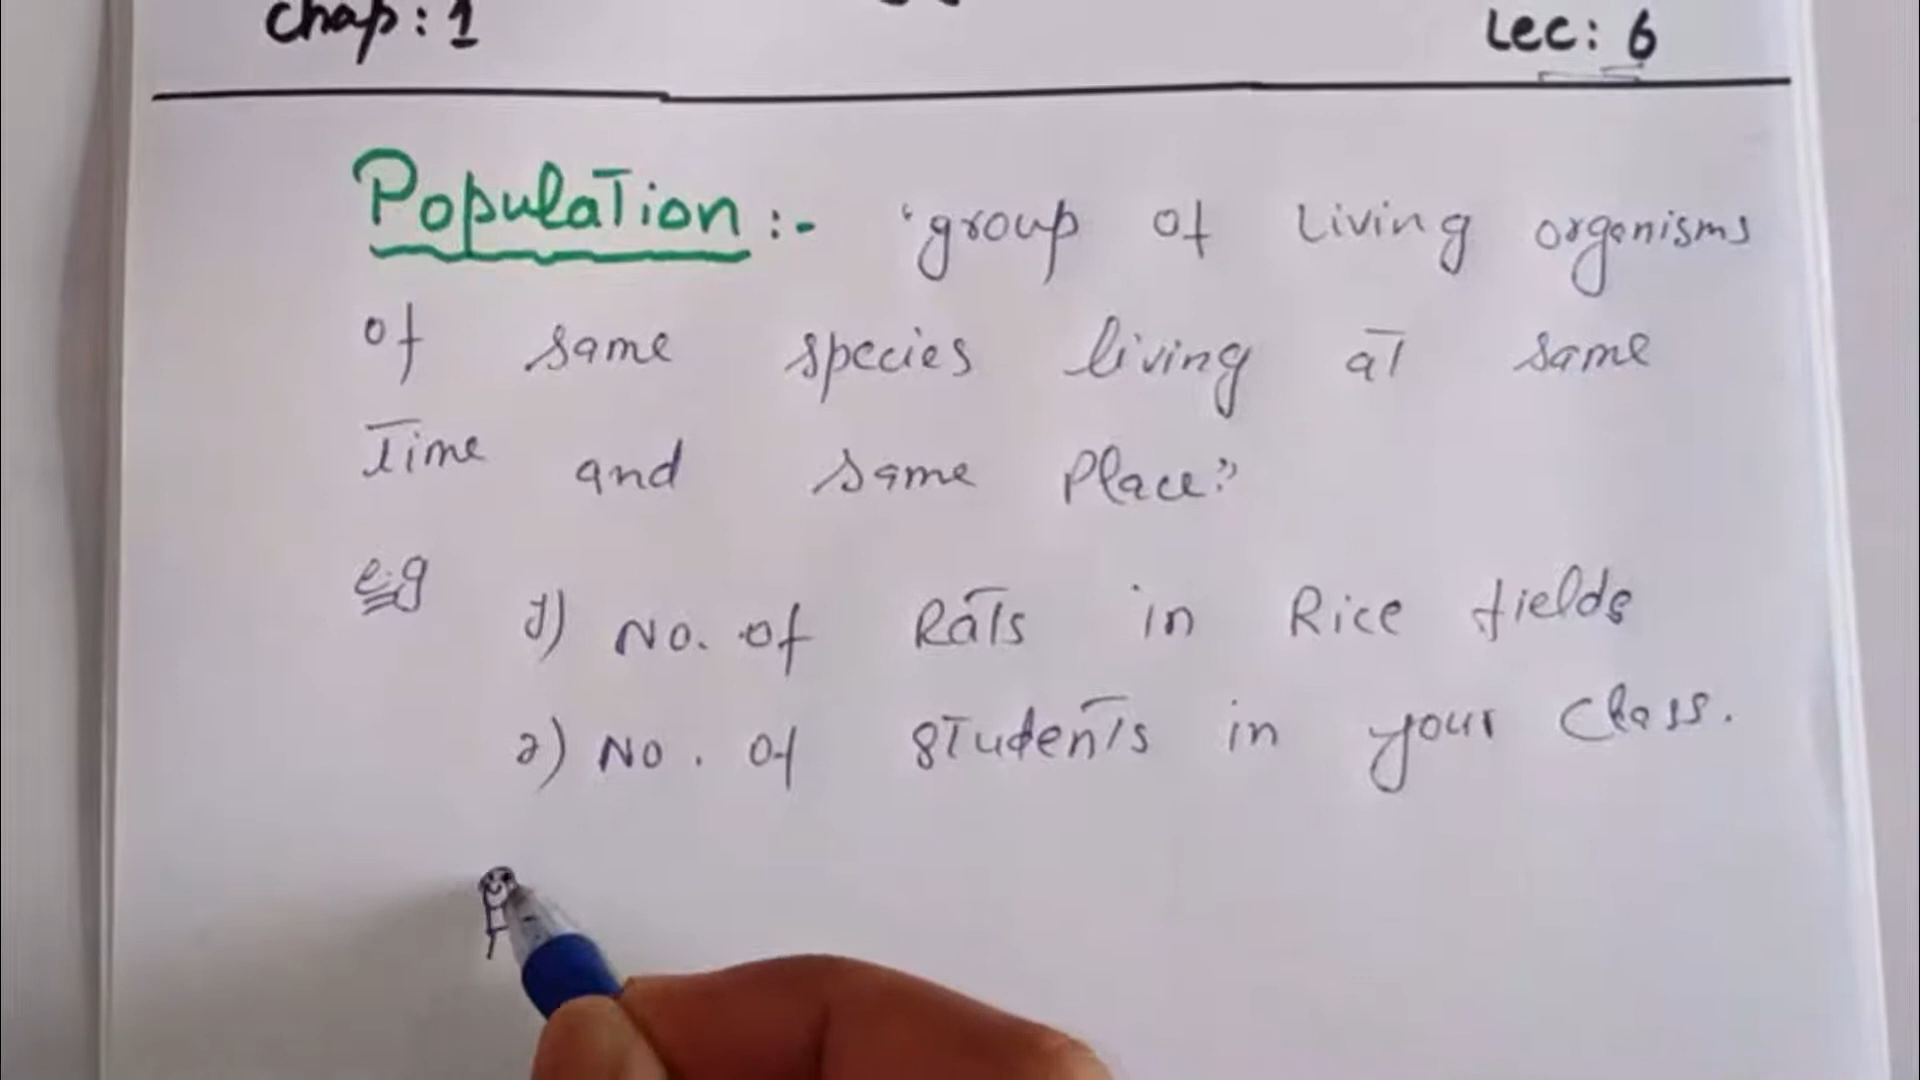 Chap: 1
Lec: 6
Population:- "group of living organisms
of same species living at same
Time and same Place"
e.g
1) No. of Rats in Rice fields
2) No. of students in your Class.